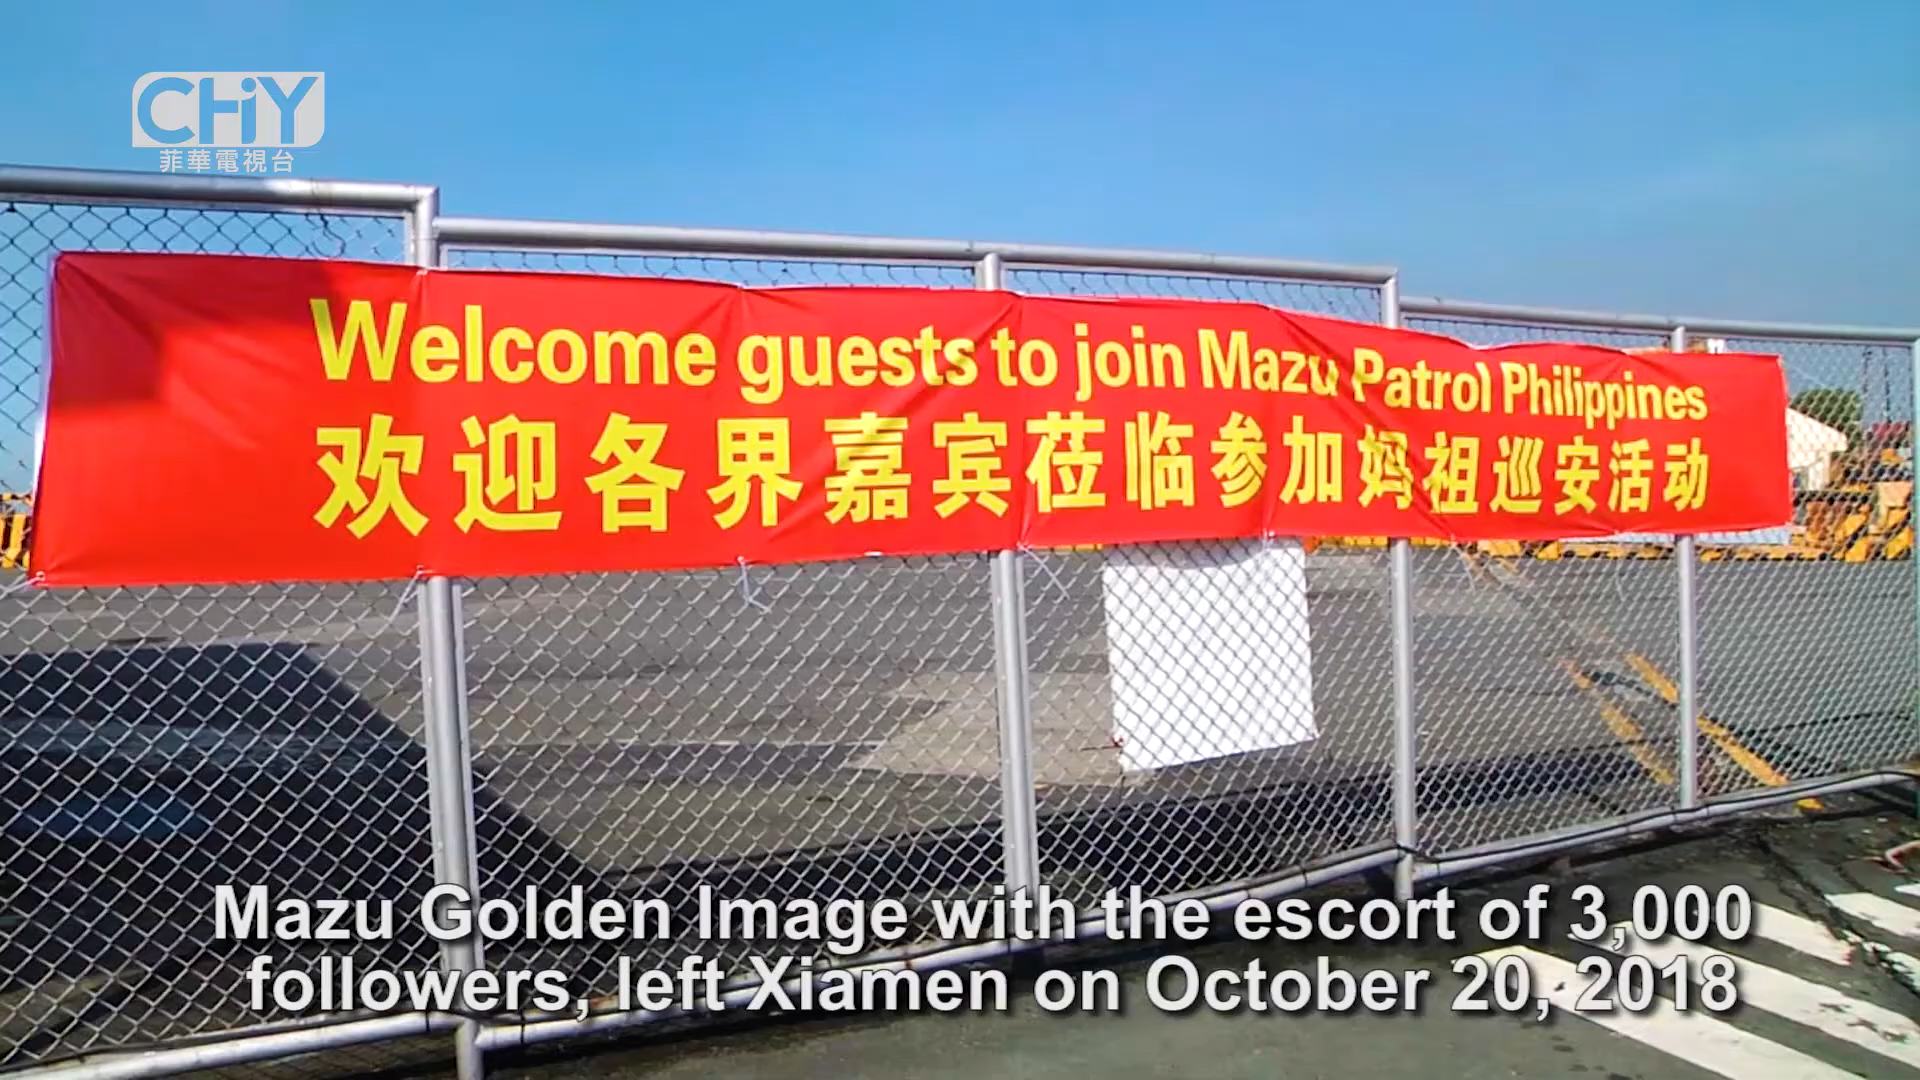 CHiY
菲華電視台
Welcome guests to join Mazu Patrol Philippines
欢迎各界嘉宾莅临参加妈祖巡安活动
Mazu Golden Image with the escort of 3,000
followers, left Xiamen on October 20, 2018